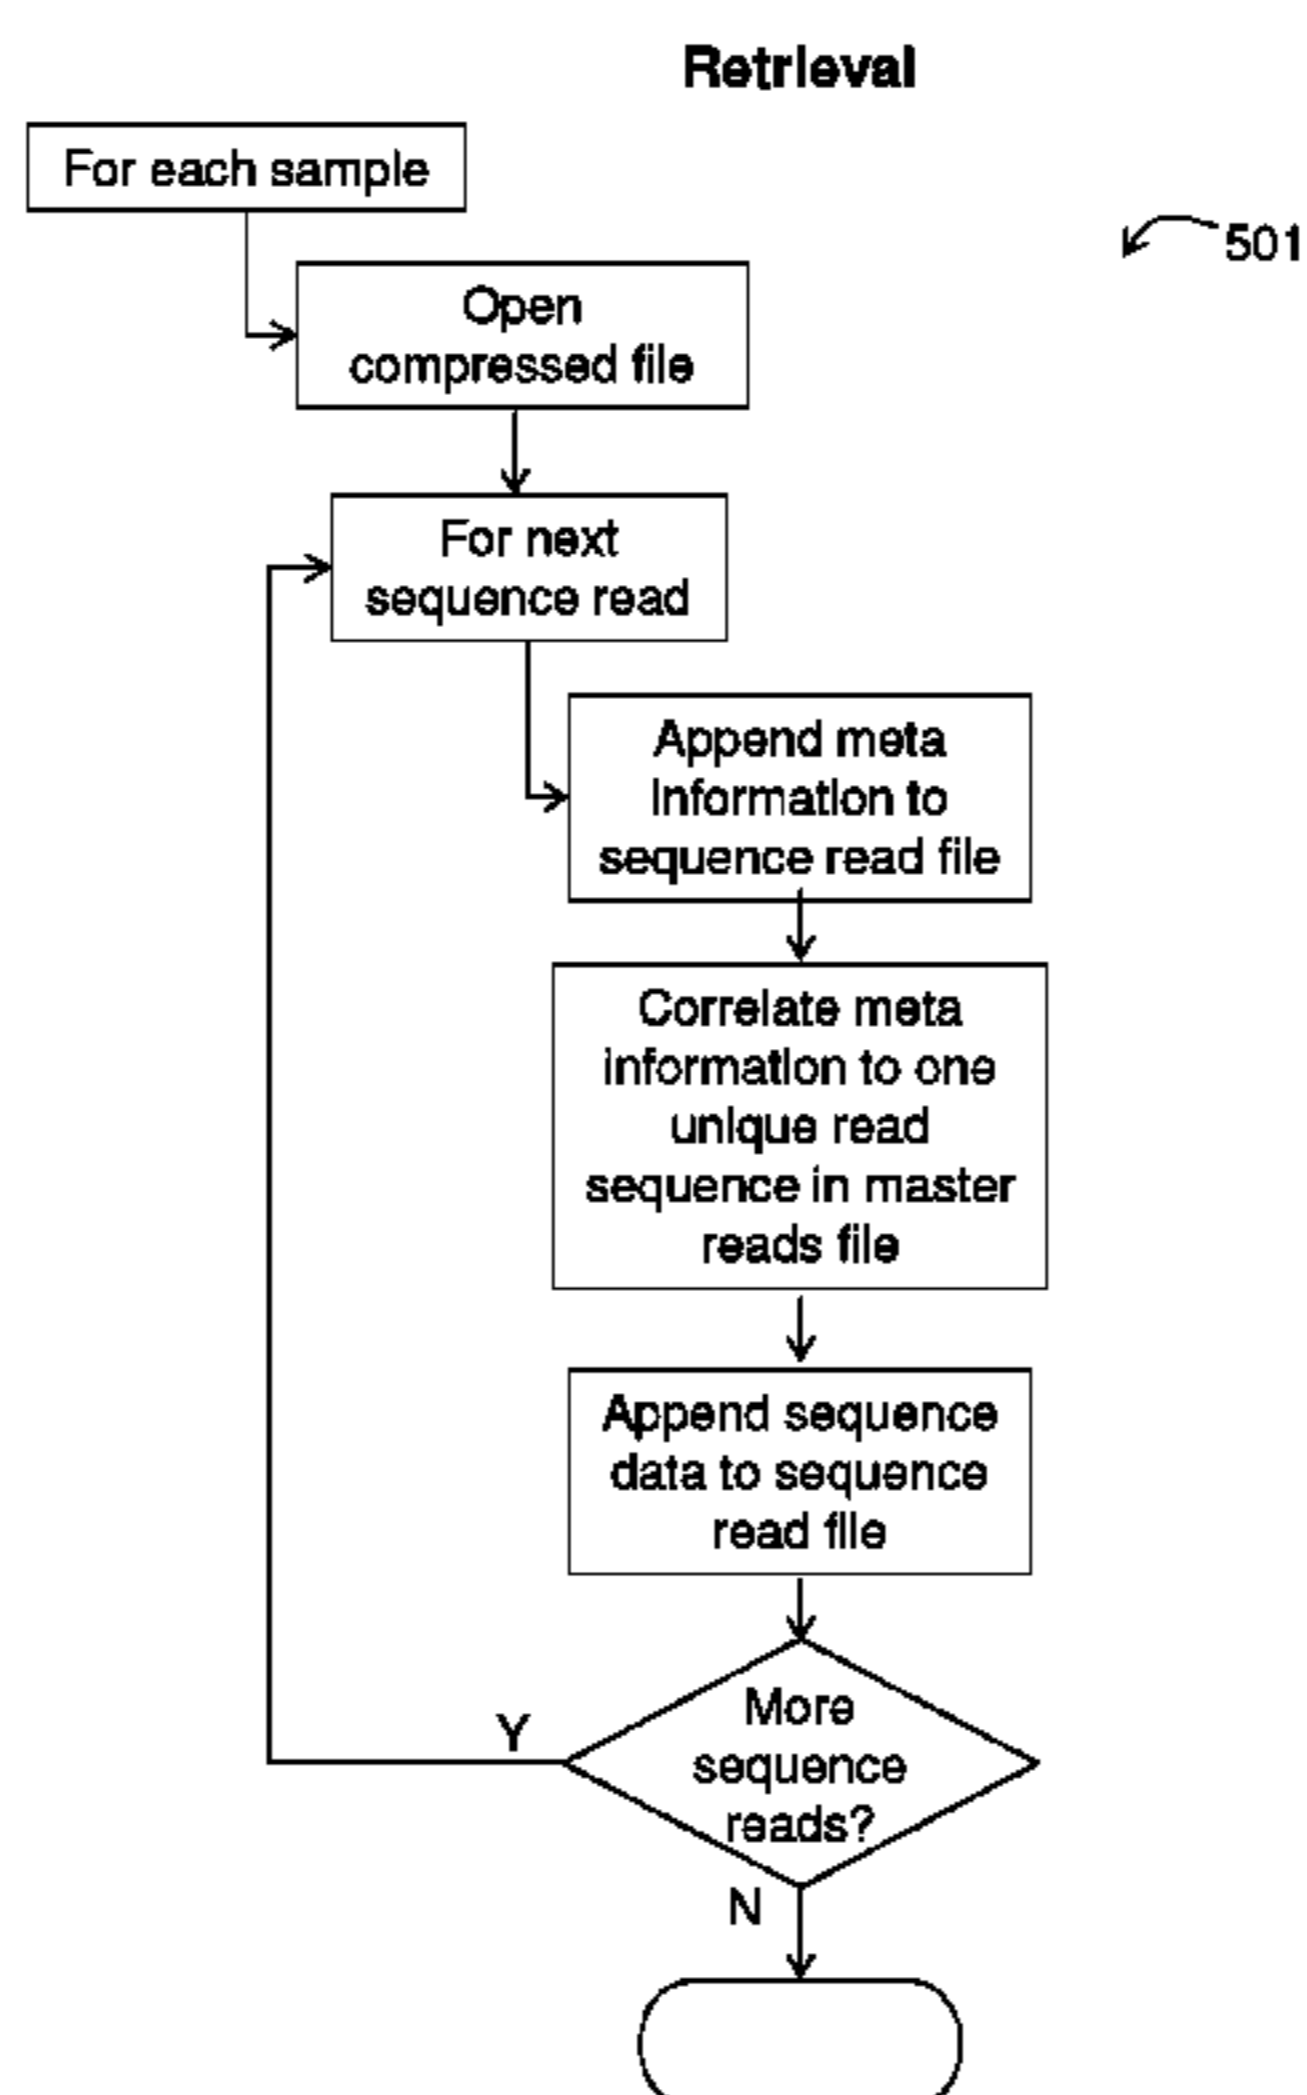 Retrieval
For each sample
501
Open
compressed file
For next
sequence read
Append meta
information to
sequence read file
Correlate meta
information to one
unique read
sequence in master
reads file
Append sequence
data to sequence
read file
More
sequence
reads?
Y
N